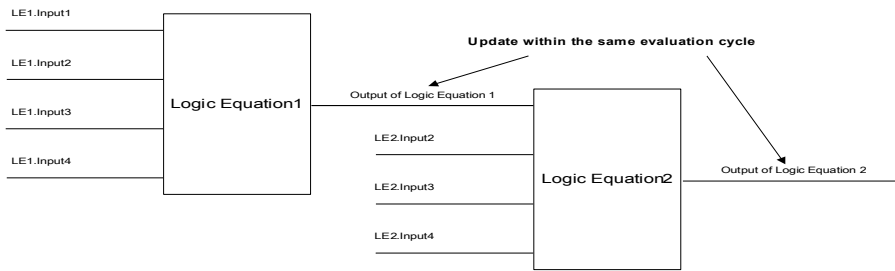 LE1.Input1
Update within the same evaluation cycle
LE1.Input2
Logic Equation1
Output of Logic Equation 1
LE1.Input3
LE2.Input2
LE1.Input4
Output of Logic Equation 2
Logic Equation2
LE2.Input3
LE2.Input4